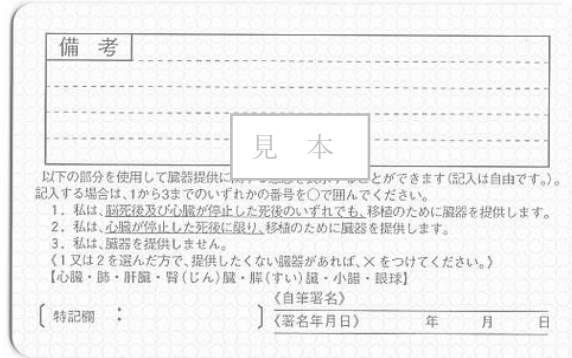 備 考
見 本
以下の部分を使用して臓器提供に ができます(記入は自由です。)。
記入する場合は、1から3までのいずれかの番号を○で囲んでください。
1. 私は、脳死後及び心臓が停止した死後のいずれでも、移植のために臓器を提供します。
2. 私は、心臓が停止した死後に限り、移植のために臓器を提供します。
3. 私は、臓器を提供しません。
《1又は2を選んだ方で、提供したくない臓器があれば、×をつけてください。》
【心臓・肺・肝臓・腎(じん)臓・膵(すい)臓・小腸・眼球】
〔 特記欄 : 〕
《自筆署名》
《署名年月日》 年 月 日